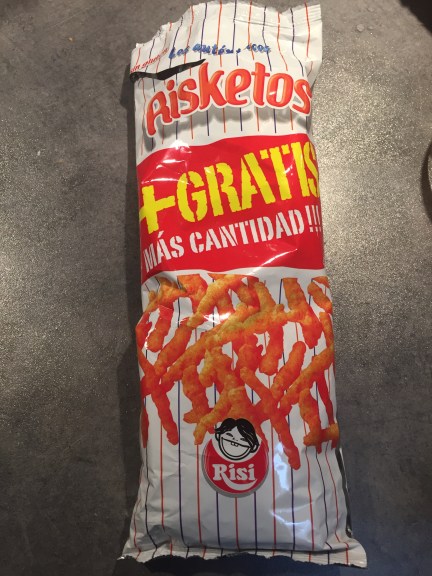 Risketos
+GRATIS
MÁS CANTIDAD!!!
Risi